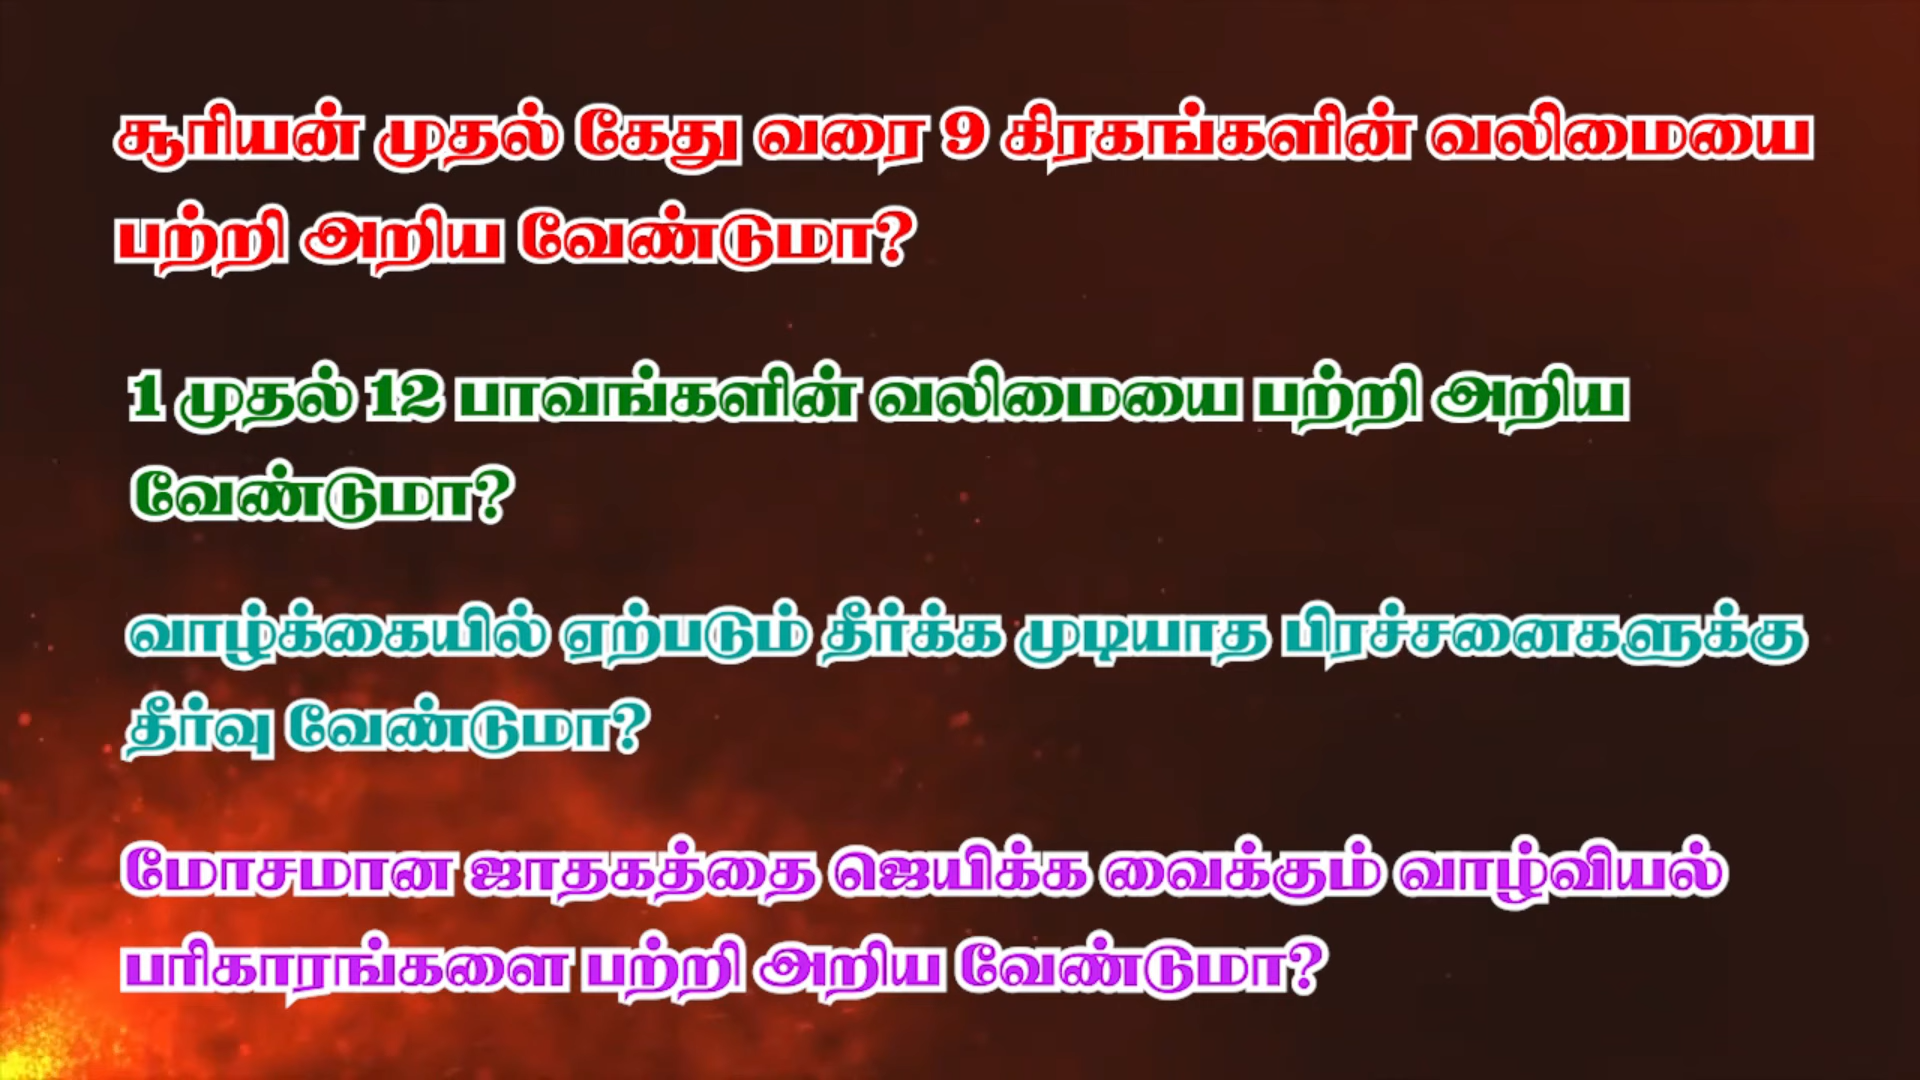 சூரியன் முதல் கேது வரை 9 கிரகங்களின் வலிமையை
பற்றி அறிய வேண்டுமா?
1 முதல் 12 பாவங்களின் வலிமையை பற்றி அறிய
வேண்டுமா?
வாழ்க்கையில் ஏற்படும் தீர்க்க முடியாத பிரச்சனைகளுக்கு
தீர்வு வேண்டுமா?
மோசமான ஜாதகத்தை ஜெயிக்க வைக்கும் வாழ்வியல்
பரிகாரங்களை பற்றி அறிய வேண்டுமா?